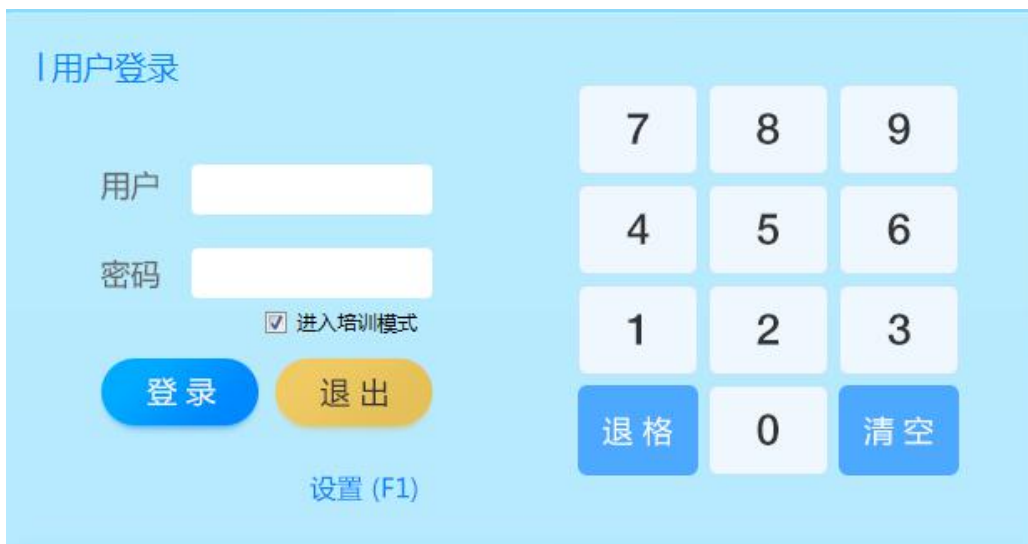 用户登录
用户
密码
进入培训模式
登录 退出
设置 (F1)
7 8 9
4 5 6
1 2 3
退格 0 清空